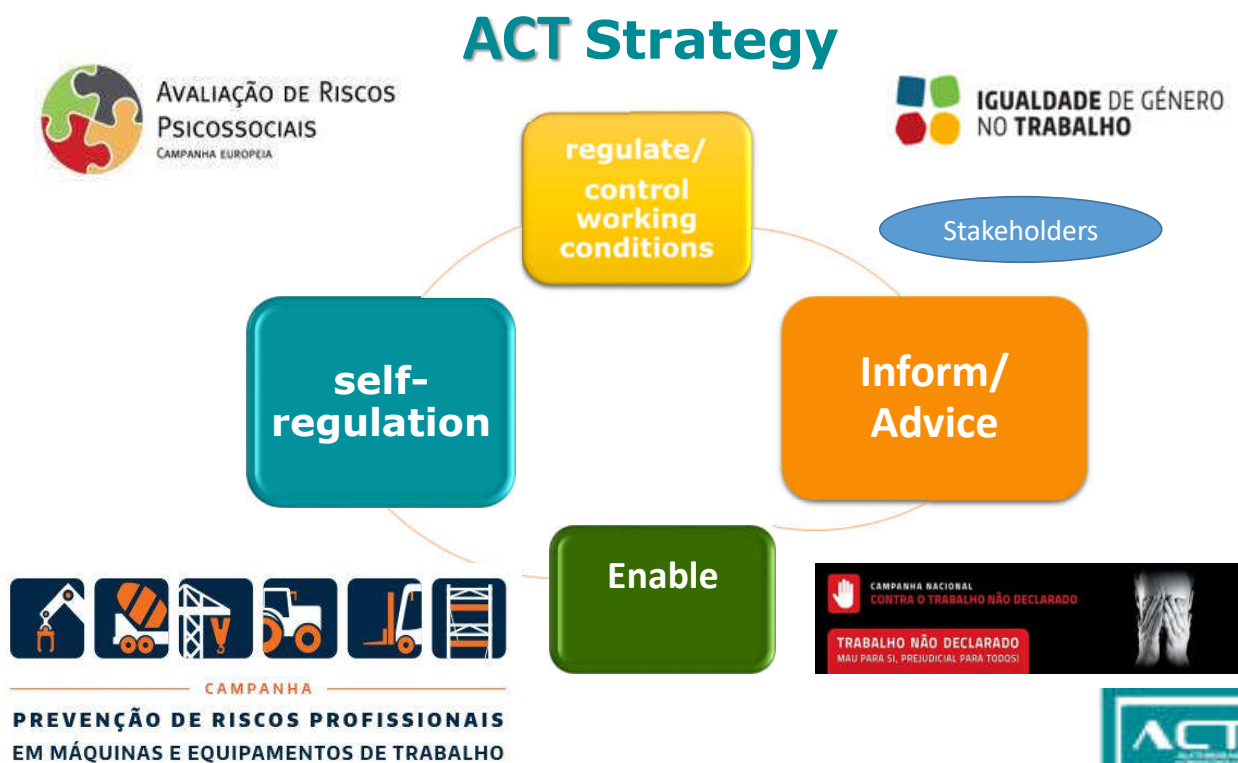 ACT Strategy
AVALIAÇÃO DE RISCOS
PSICOSSOCIAIS
CAMPANHA EUROPEIA
IGUALDADE DE GÉNERO
NO TRABALHO
regulate/
control
working
conditions
Stakeholders
self-
regulation
Inform/
Advice
Enable
CAMPANHA NACIONAL
CONTRA O TRABALHO NÃO DECLARADO
TRABALHO NÃO DECLARADO
MAU PARA SI, PREJUDICIAL PARA TODOS!
CAMPANHA
PREVENÇÃO DE RISCOS PROFISSIONAIS
EM MÁQUINAS E EQUIPAMENTOS DE TRABALHO
ACT